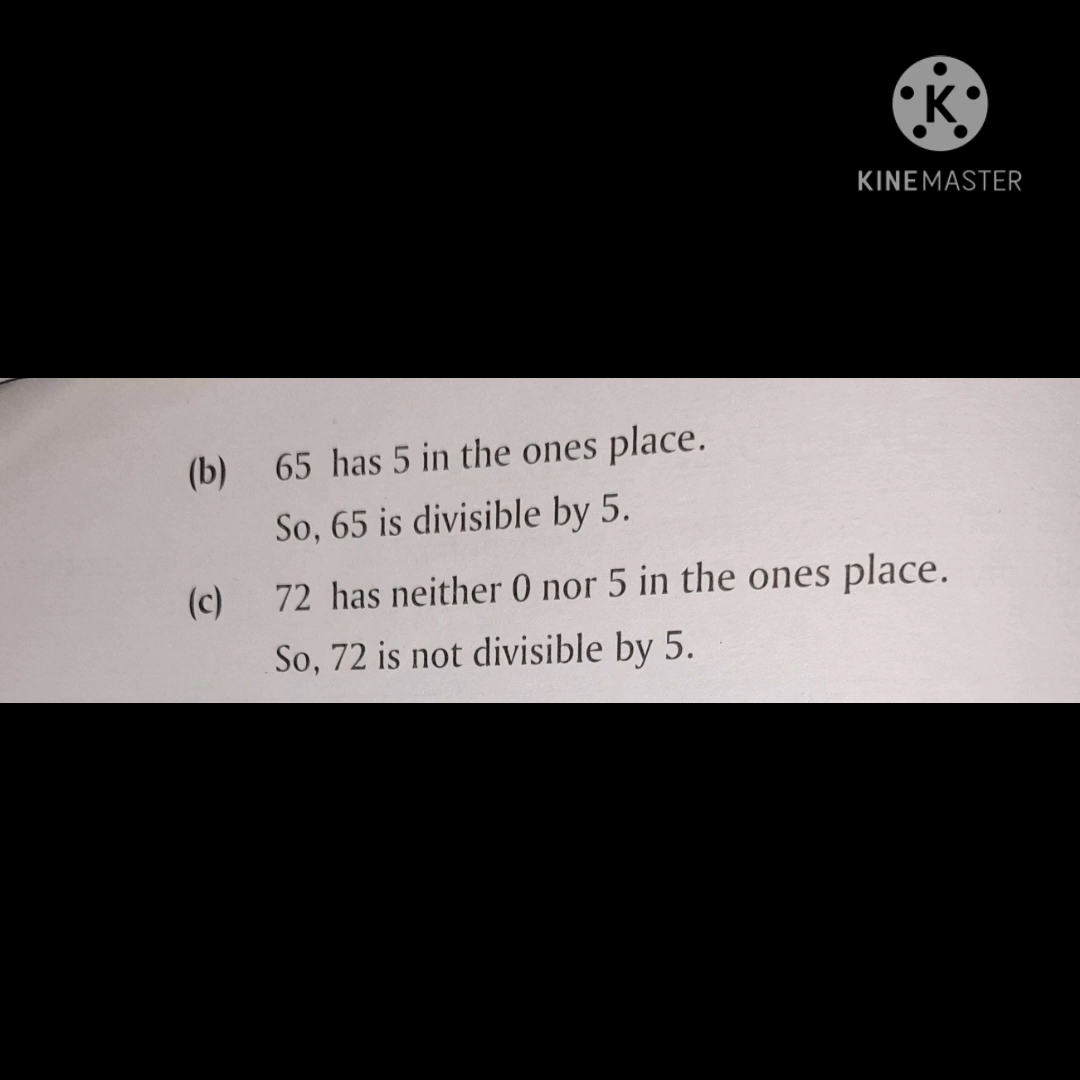 K
KINEMASTER
(b) 65 has 5 in the ones place.
So, 65 is divisible by 5.
(c) 72 has neither 0 nor 5 in the ones place.
So, 72 is not divisible by 5.